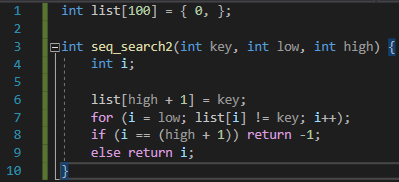 1 int list[100] = { 0, };
2
3 int seq_search2(int key, int low, int high) {
4 int i;
5
6 list[high + 1] = key;
7 for (i = low; list[i] != key; i++);
8 if (i == (high + 1)) return -1;
9 else return i;
10 }